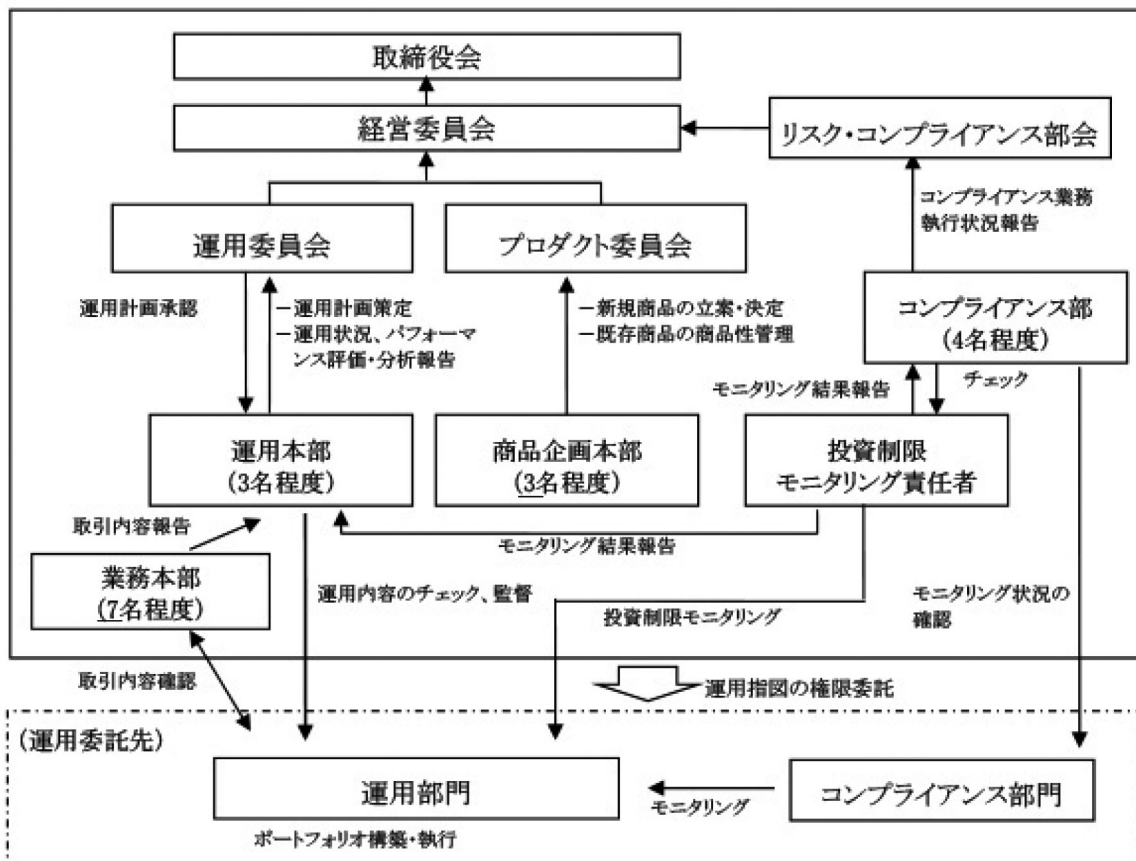 取締役会
経営委員会
リスク・コンプライアンス部会
コンプライアンス業務
執行状況報告
運用委員会
プロダクト委員会
運用計画承認
－運用計画策定
－運用状況、パフォーマ
ンス評価・分析報告
－新規商品の立案・決定
－既存商品の商品性管理
コンプライアンス部
(4名程度)
モニタリング結果報告
チェック
運用本部
(3名程度)
商品企画本部
(3名程度)
投資制限
モニタリング責任者
取引内容報告
モニタリング結果報告
業務本部
(7名程度)
運用内容のチェック、監督
投資制限モニタリング
モニタリング状況の
確認
取引内容確認
運用指図の権限委託
(運用委託先)
運用部門
モニタリング
コンプライアンス部門
ポートフォリオ構築・執行